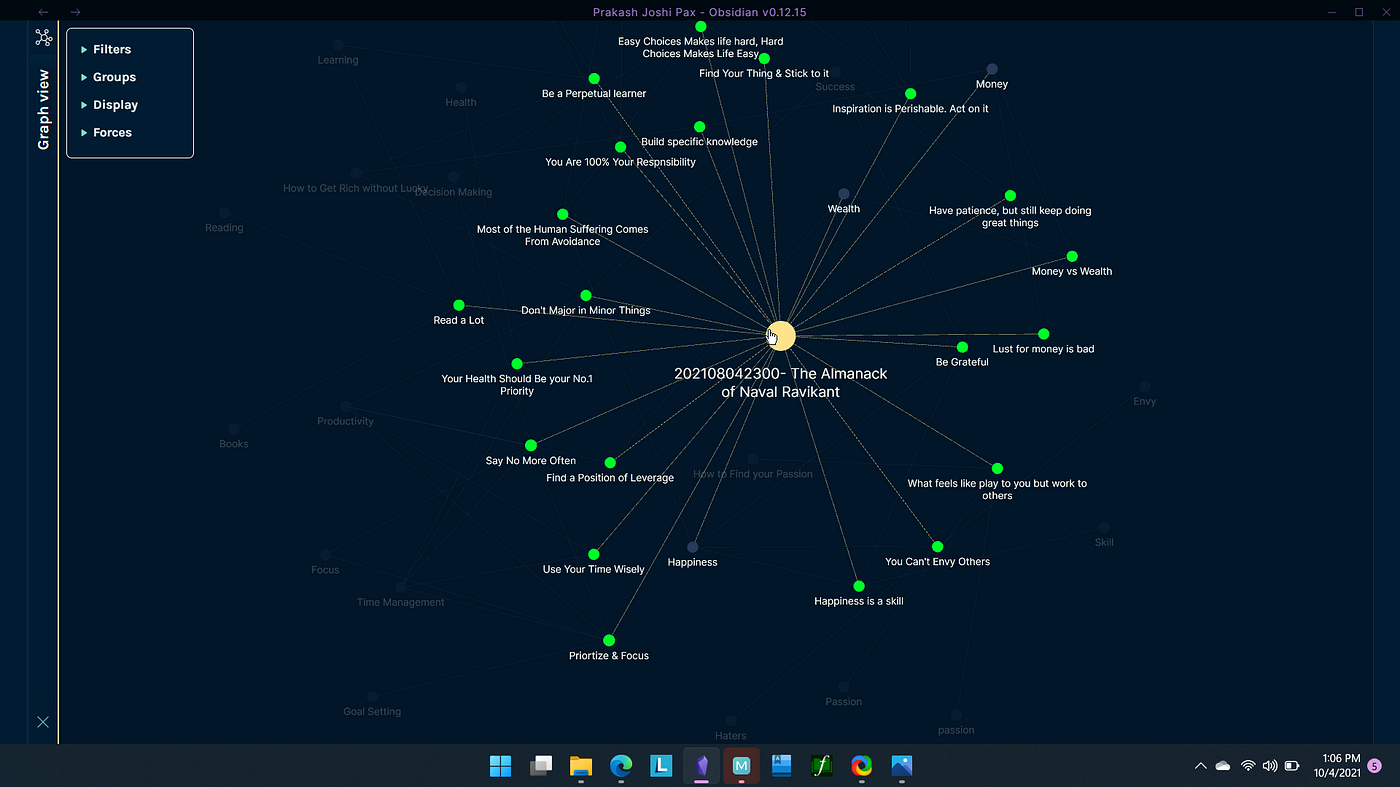 Prakash Joshi Pax - Obsidian v0.12.15
Graph view
Filters
Groups
Display
Forces
Easy Choices Makes life hard, Hard
Choices Makes Life Easy
Learning
Find Your Thing & Stick to it
Success
Money
Be a Perpetual learner
Health
Inspiration is Perishable. Act on it
Build specific knowledge
You Are 100% Your Respnsibility
How to Get Rich without Lucky
Decision Making
Wealth
Have patience, but still keep doing
great things
Reading
Most of the Human Suffering Comes
From Avoidance
Money vs Wealth
Don't Major in Minor Things
Read a Lot
Lust for money is bad
Be Grateful
202108042300- The Almanack
of Naval Ravikant
Your Health Should Be your No.1
Priority
Envy
Productivity
Books
Say No More Often
Find a Position of Leverage
How to Find your Passion
What feels like play to you but work to
others
Skill
Use Your Time Wisely
Happiness
You Can't Envy Others
Focus
Time Management
Happiness is a skill
Priortize & Focus
Goal Setting
Passion
passion
Haters
L
M
A
f
1:06 PM
10/4/2021
5